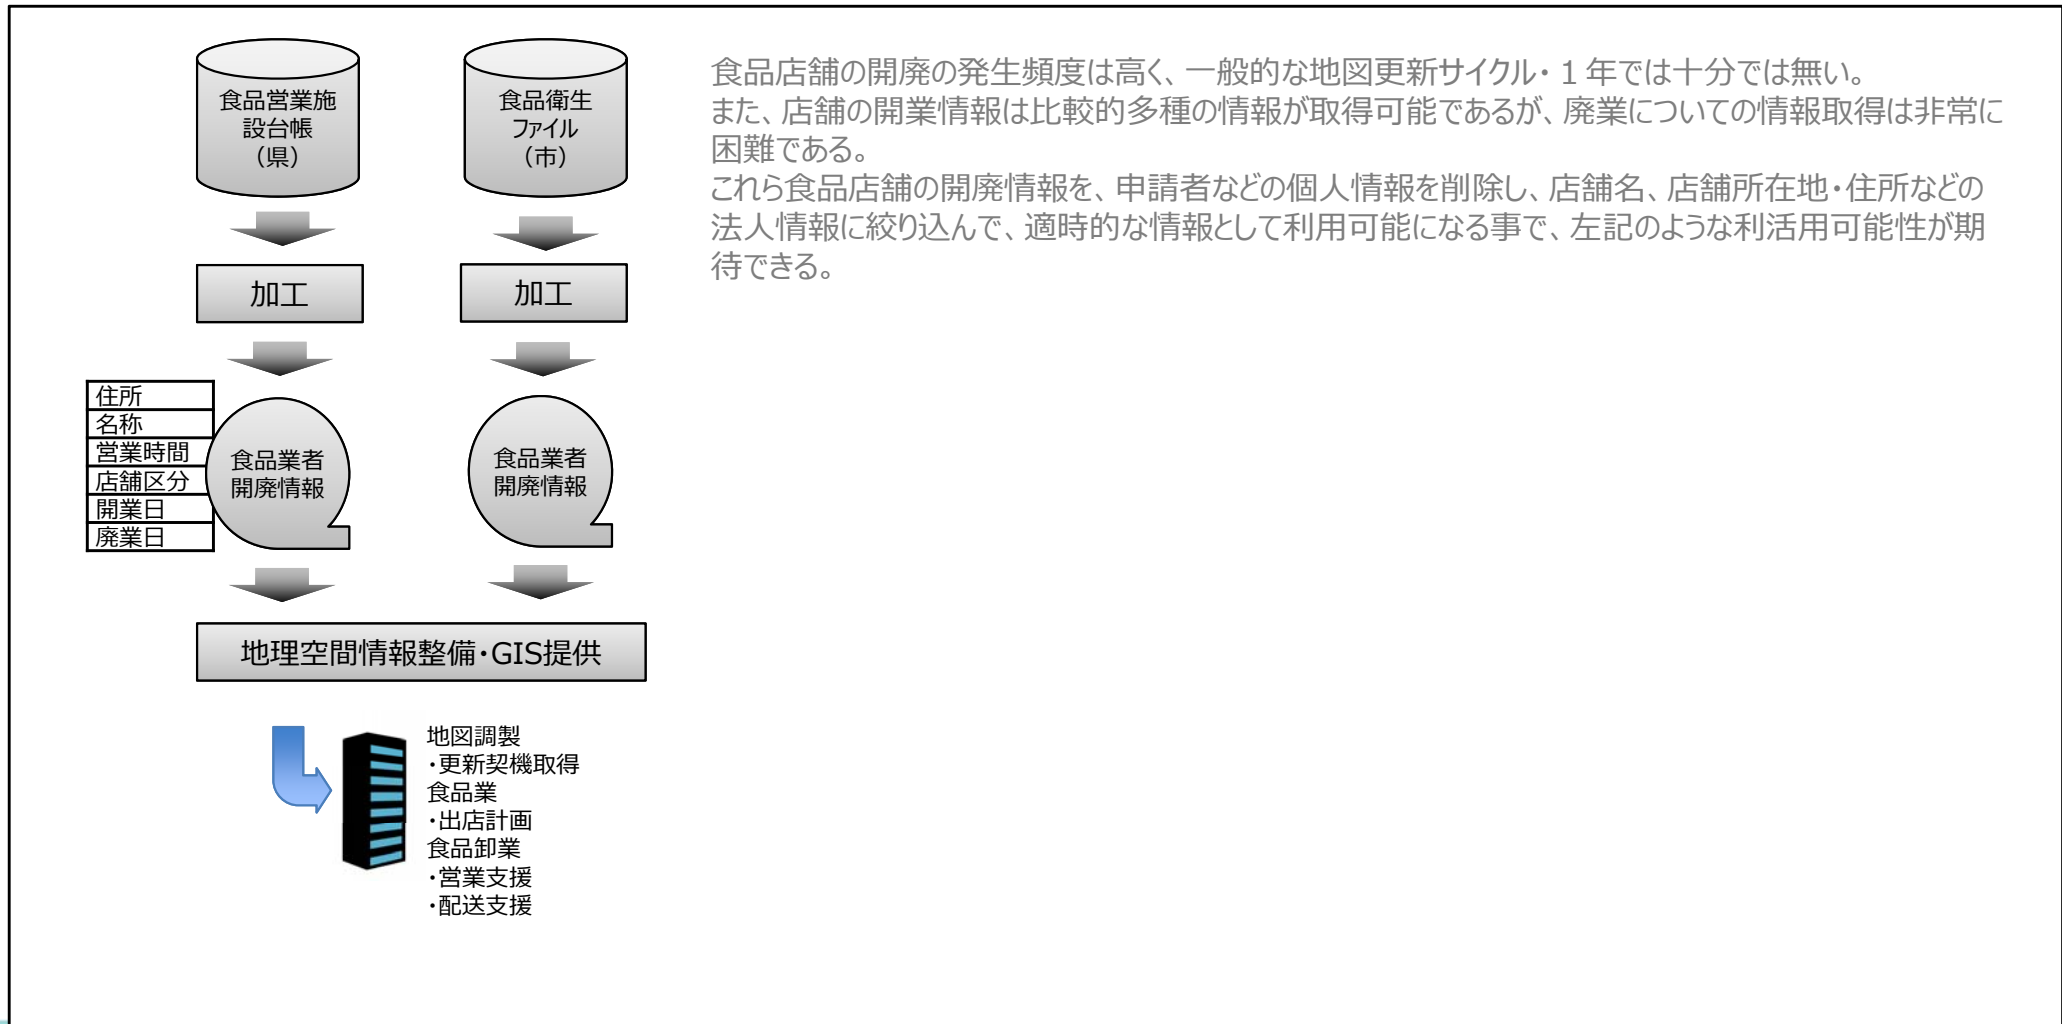 食品営業施
設台帳
（県）
食品衛生
ファイル
（市）
加工
加工
住所
名称
営業時間
店舗区分
開業日
廃業日
食品業者
開廃情報
食品業者
開廃情報
地理空間情報整備・GIS提供
地図調製
・更新契機取得
食品業
・出店計画
食品卸業
・営業支援
・配送支援
食品店舗の開廃の発生頻度は高く、一般的な地図更新サイクル・１年では十分では無い。
また、店舗の開業情報は比較的多種の情報が取得可能であるが、廃業についての情報取得は非常に
困難である。
これら食品店舗の開廃情報を、申請者などの個人情報を削除し、店舗名、店舗所在地・住所などの
法人情報に絞り込んで、適時的な情報として利用可能になる事で、左記のような利活用可能性が期
待できる。